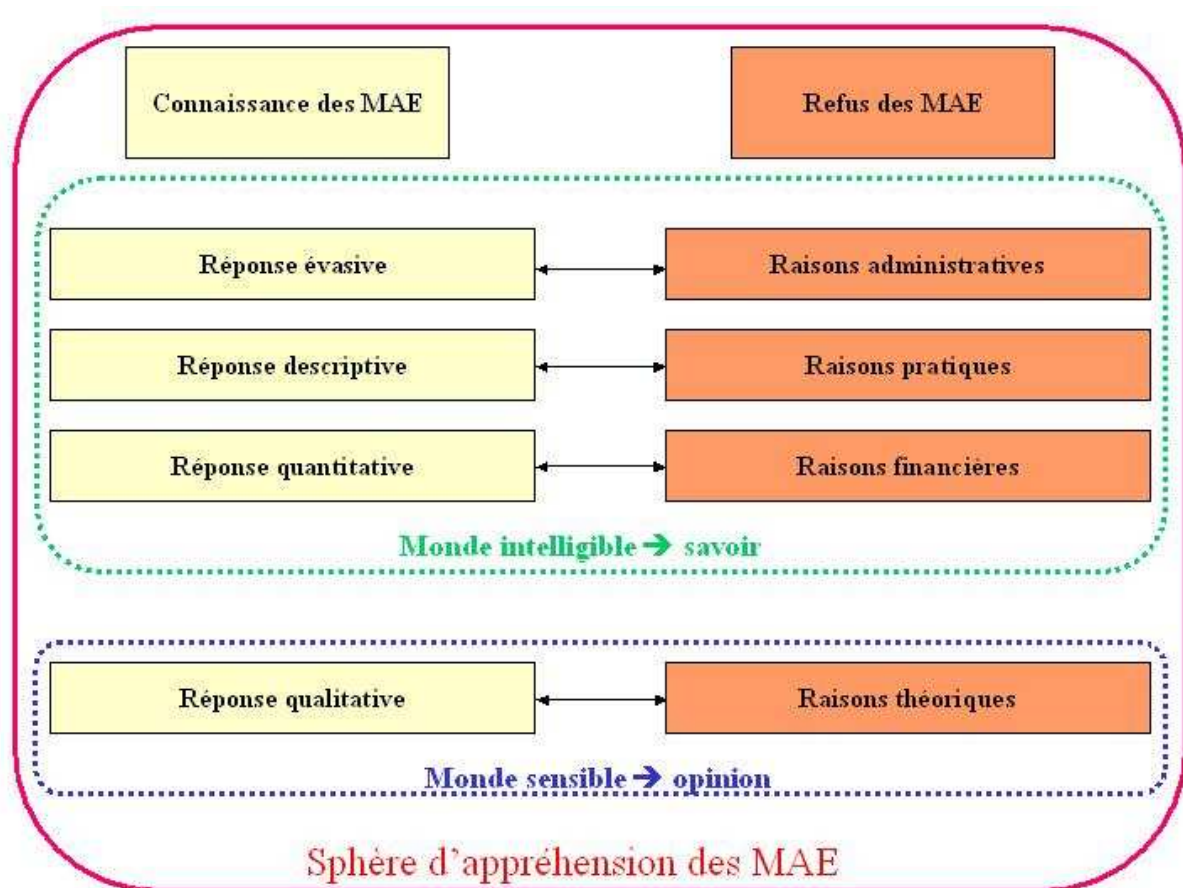 Connaissance des MAE
Refus des MAE
Réponse évasive
Raisons administratives
Réponse descriptive
Raisons pratiques
Réponse quantitative
Raisons financières
Monde intelligible → savoir
Réponse qualitative
Raisons théoriques
Monde sensible → opinion
Sphère d'appréhension des MAE